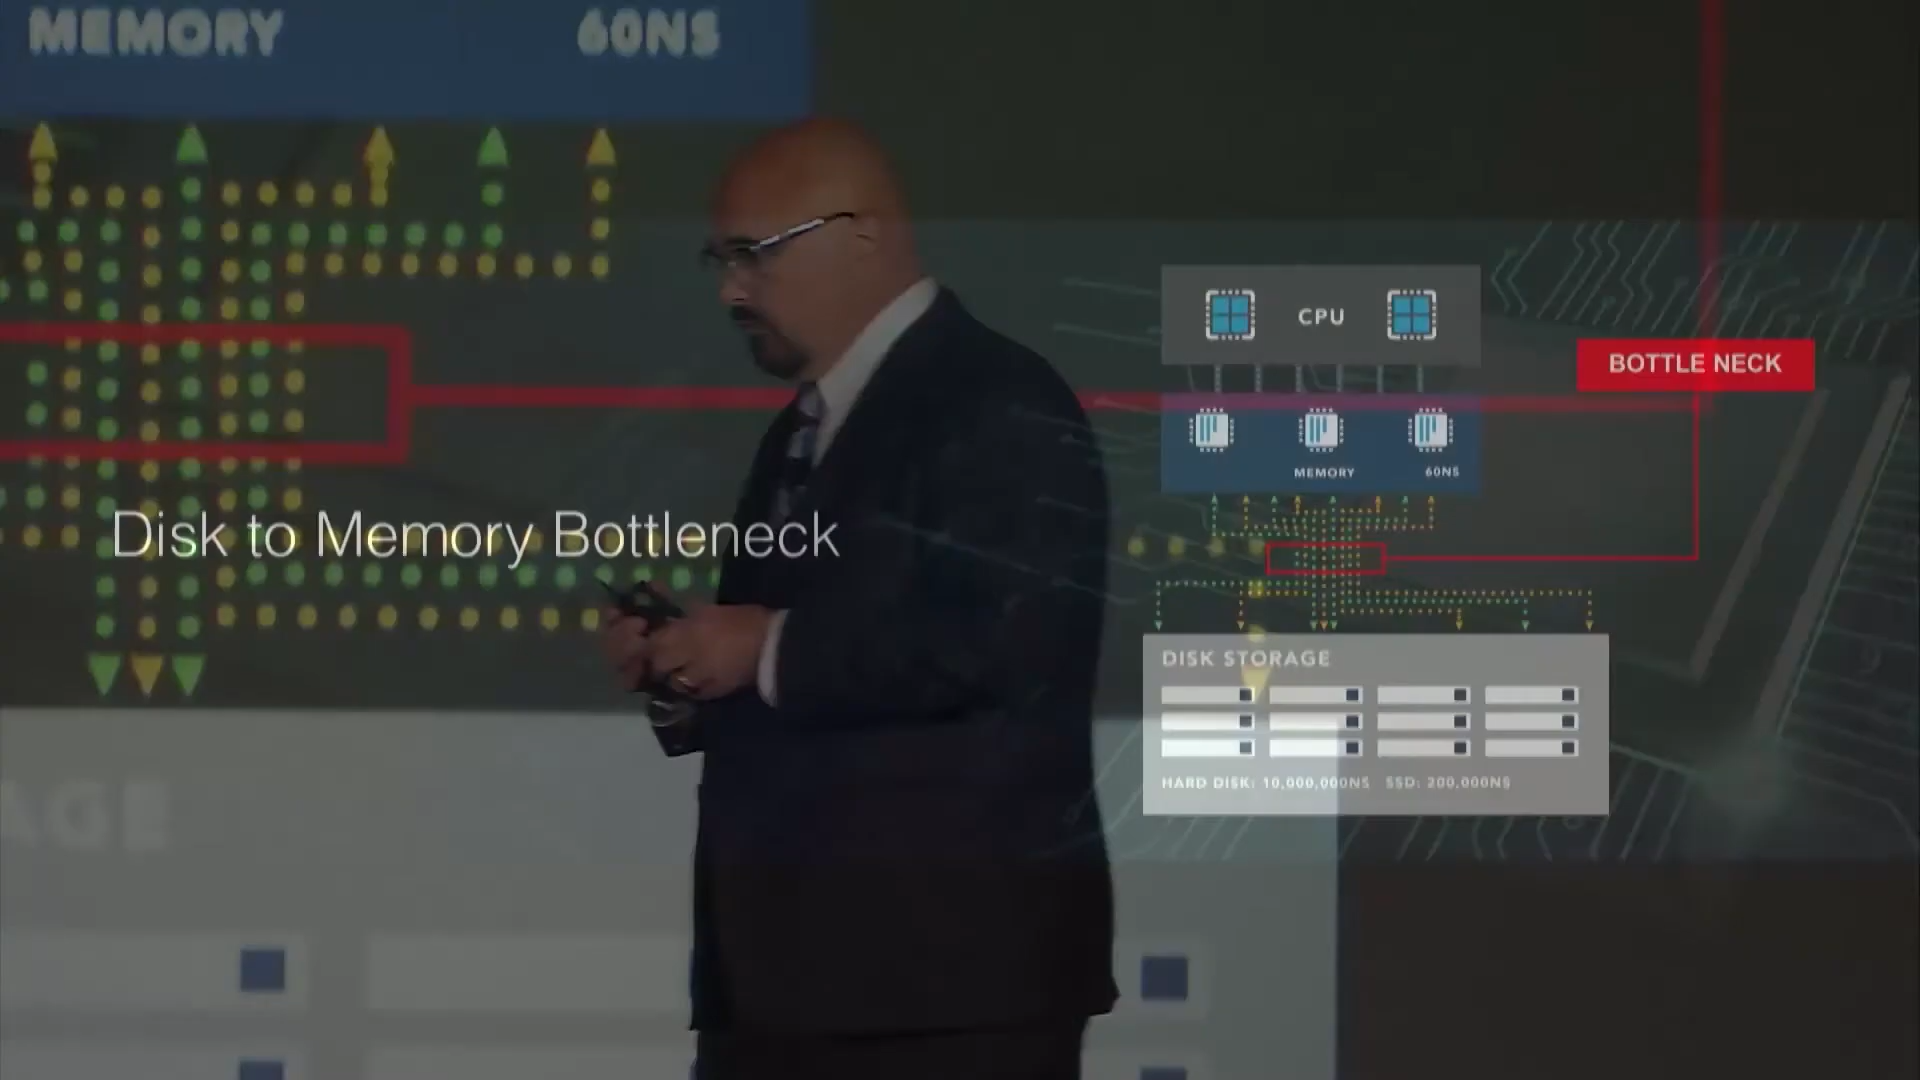 MEMORY 60NS
CPU
BOTTLE NECK
MEMORY 60NS
Disk to Memory Bottleneck
DISK STORAGE
HARD DISK: 10,000,000NS SSD: 200,000NS
AGE